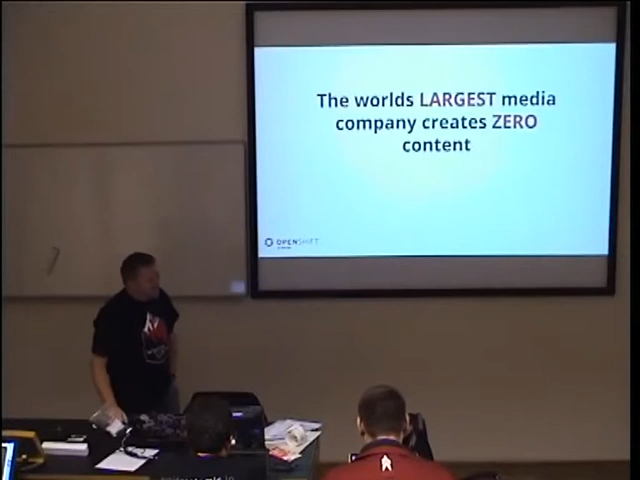 The worlds LARGEST media
company creates ZERO
content
OPENSHIFT